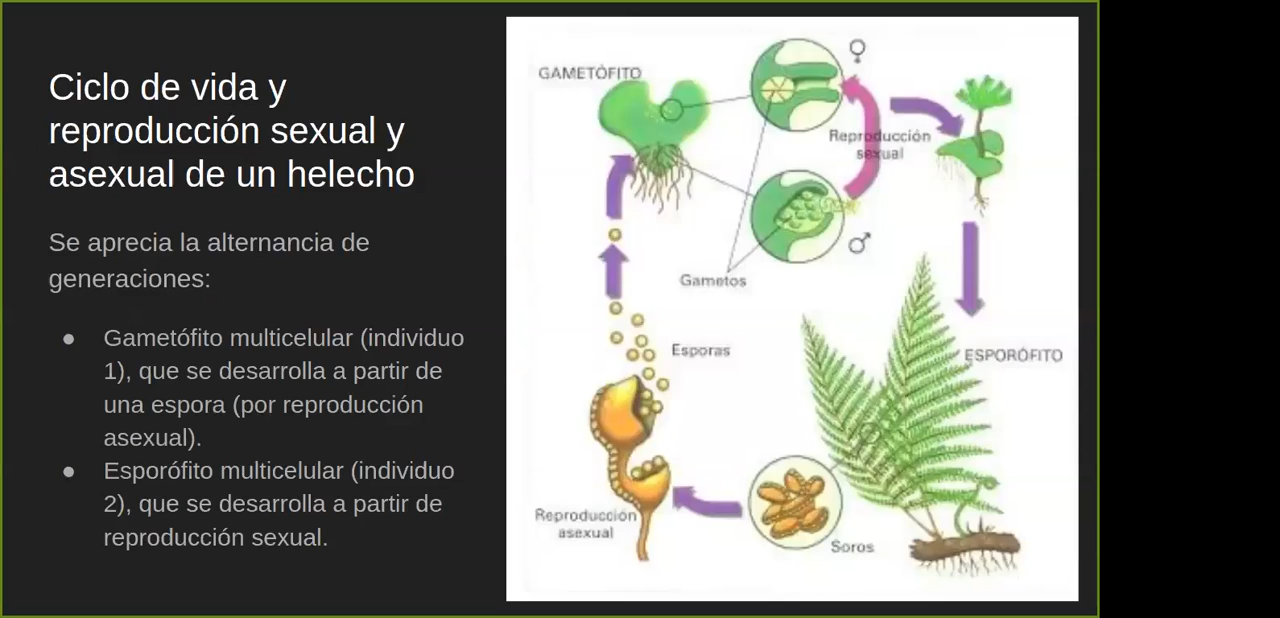 Ciclo de vida y
reproducción sexual y
asexual de un helecho
Se aprecia la alternancia de
generaciones:
● Gametófito multicelular (individuo
1), que se desarrolla a partir de
una espora (por reproducción
asexual).
● Esporófito multicelular (individuo
2), que se desarrolla a partir de
reproducción sexual.
GAMETÒFITO
♀
Reproducción
sexual
♂
Gametos
Esporas
ESPORÓFITO
Reproducción
asexual
Soros